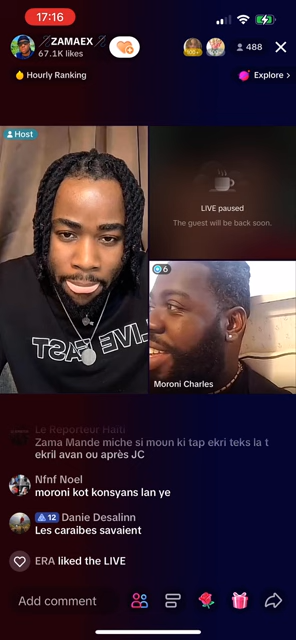 17:16
ZAMAEX
67.1K likes
488
Hourly Ranking
Explore >
Host
LIVE paused
The guest will be back soon.
LIVE FAST
6
Moroni Charles
Le Reporteur Haïti
Zama Mande miche si moun ki tap ekri teks la t
ekril avan ou après JC
Nfnf Noel
moroni kot konsyans lan ye
12 Danie Desalinn
Les caraibes savaient
ERA liked the LIVE
Add comment